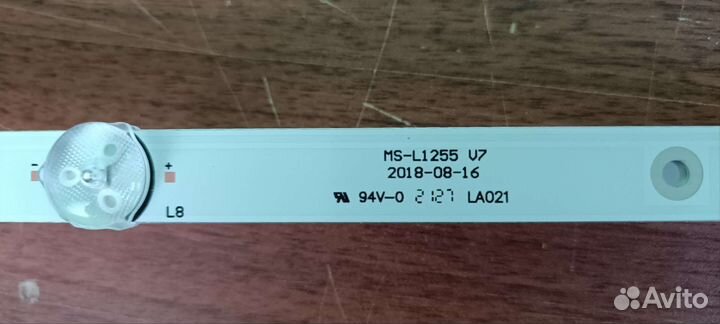 MS-L1255 V7
2018-08-16
94V-0 2127 LA021
- +
L8
Avito